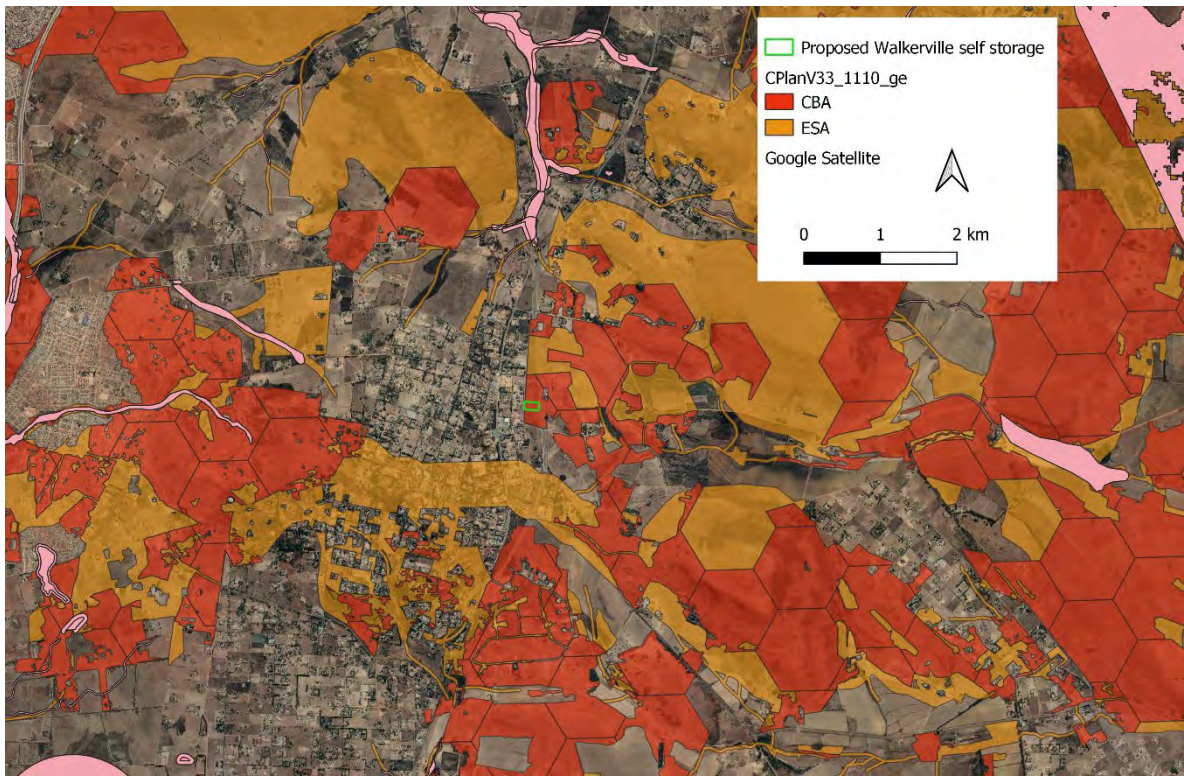 Proposed Walkerville self storage
CPlanV33_1110_ge
CBA
ESA
Google Satellite
0 1 2 km